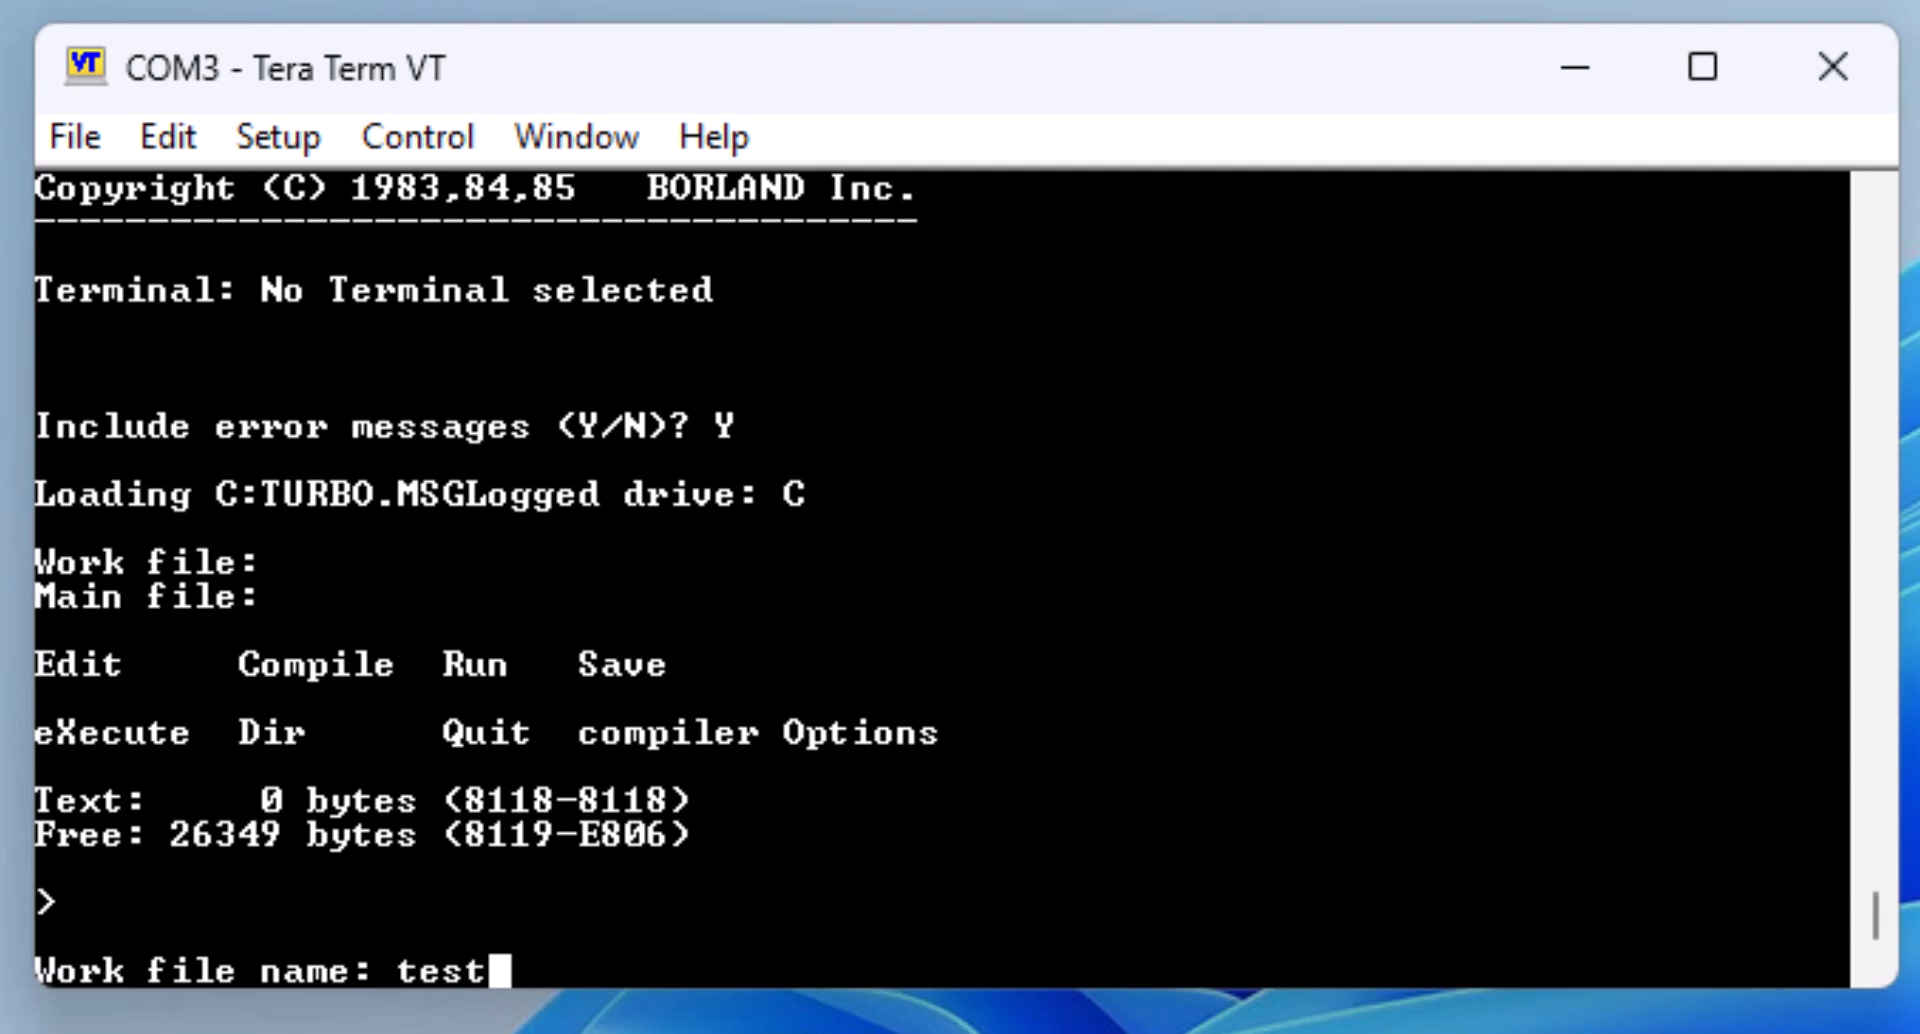 VT COM3 - Tera Term VT
File Edit Setup Control Window Help
Copyright (C) 1983,84,85   BORLAND Inc.
---------------------------------------
Terminal: No Terminal selected
Include error messages (Y/N)? Y
Loading C:TURBO.MSGLogged drive: C
Work file:
Main file:
Edit     Compile  Run   Save
eXecute  Dir      Quit  compiler Options
Text:     0 bytes (8118-8118)
Free: 26349 bytes (8119-E806)
>
Work file name: test